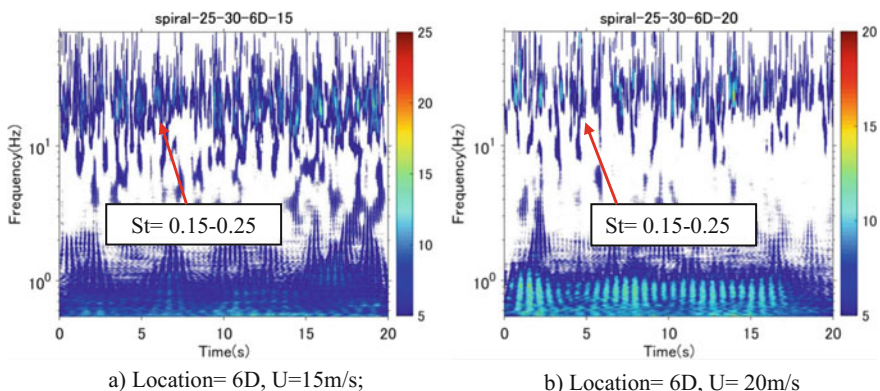 spiral-25-30-6D-15
Frequency(Hz)
10¹
10⁰
0 5 10 15 20
Time(s)
25
20
15
10
5
St= 0.15-0.25
a) Location= 6D, U=15m/s;
spiral-25-30-6D-20
Frequency(Hz)
10¹
10⁰
0 5 10 15 20
Time(s)
20
15
10
5
St= 0.15-0.25
b) Location= 6D, U= 20m/s